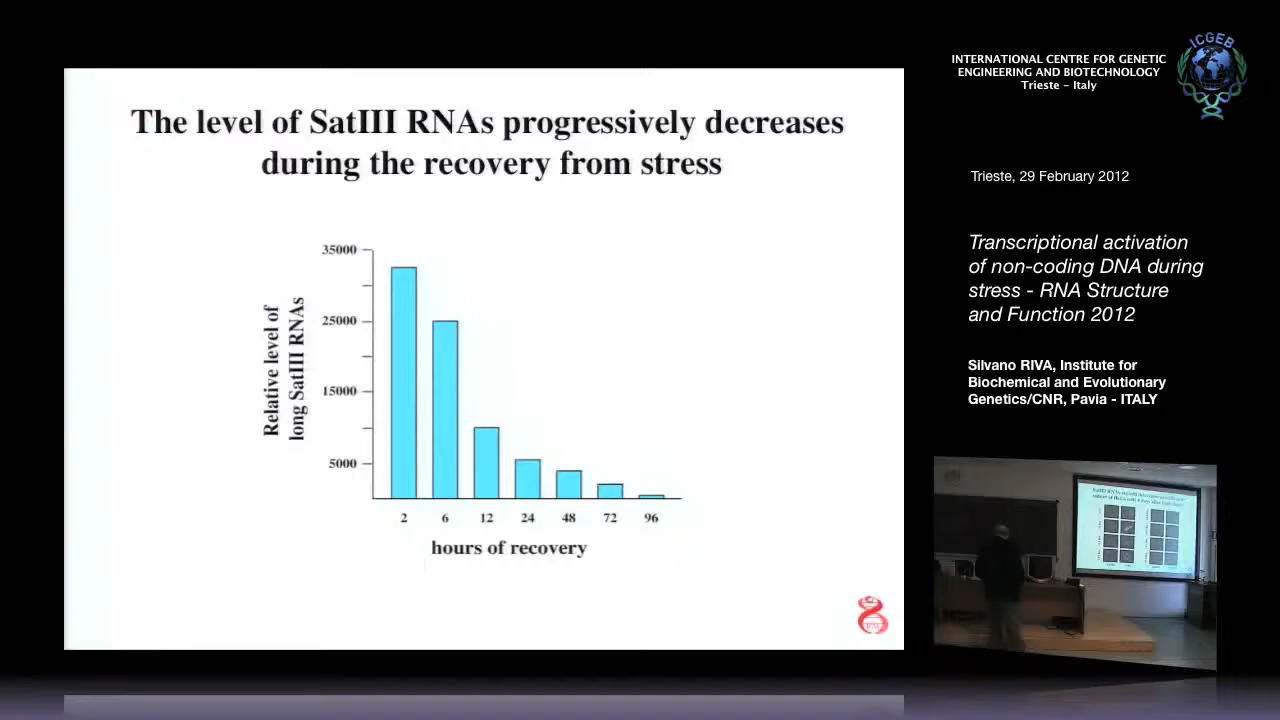 The level of SatIII RNAs progressively decreases
during the recovery from stress
35000
25000
15000
5000
Relative level of
long SatIII RNAs
2 6 12 24 48 72 96
hours of recovery
ICGEB
INTERNATIONAL CENTRE FOR GENETIC
ENGINEERING AND BIOTECHNOLOGY
Trieste - Italy
Trieste, 29 February 2012
Transcriptional activation
of non-coding DNA during
stress - RNA Structure
and Function 2012
Silvano RIVA, Institute for
Biochemical and Evolutionary
Genetics/CNR, Pavia - ITALY